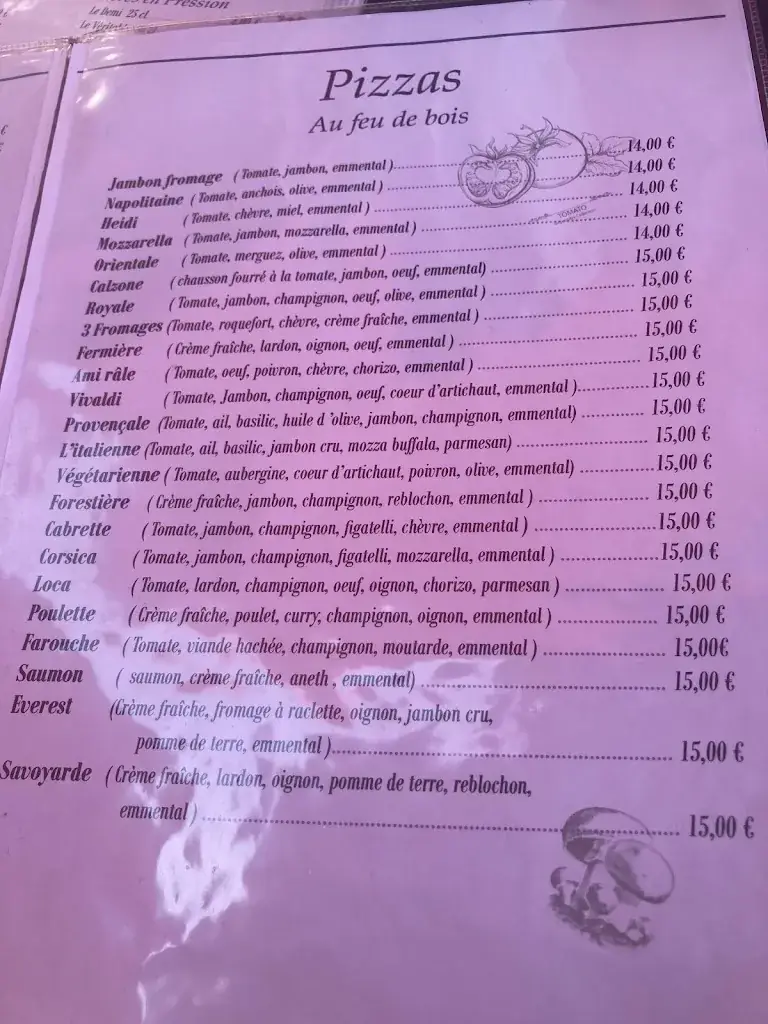 en Pression
Le Demi 25 cl
Le
€
Pizzas
Au feu de bois
Jambon fromage ( Tomate, jambon, emmental ) 14,00 €
Napolitaine ( Tomate, anchois, olive, emmental ) 14,00 €
Heidi ( Tomate, chèvre, miel, emmental ) 14,00 €
Mozzarella ( Tomate, jambon, mozzarella, emmental ) 14,00 €
Orientale ( Tomate, merguez, olive, emmental ) 14,00 €
Calzone ( chausson fourré à la tomate, jambon, oeuf, emmental) 15,00 €
Royale ( Tomate, jambon, champignon, oeuf, olive, emmental ) 15,00 €
3 Fromages (Tomate, roquefort, chèvre, crème fraîche, emmental ) 15,00 €
Fermière ( Crème fraîche, lardon, oignon, oeuf, emmental ) 15,00 €
Ami râle ( Tomate, oeuf, poivron, chèvre, chorizo, emmental ) 15,00 €
Vivaldi ( Tomate, Jambon, champignon, oeuf, coeur d'artichaut, emmental ) 15,00 €
Provençale (Tomate, ail, basilic, huile d 'olive, jambon, champignon, emmental) 15,00 €
L'italienne (Tomate, ail, basilic, jambon cru, mozza buffala, parmesan) 15,00 €
Végétarienne ( Tomate, aubergine, coeur d'artichaut, poivron, olive, emmental) 15,00 €
Forestière ( Crème fraîche, jambon, champignon, reblochon, emmental ) 15,00 €
Cabrette ( Tomate, jambon, champignon, figatelli, chèvre, emmental ) 15,00 €
Corsica ( Tomate, jambon, champignon, figatelli, mozzarella, emmental ) 15,00 €
Loca ( Tomate, lardon, champignon, oeuf, oignon, chorizo, parmesan ) 15,00 €
Poulette ( Crème fraîche, poulet, curry, champignon, oignon, emmental ) 15,00 €
Farouche ( Tomate, viande hachée, champignon, moutarde, emmental ) 15,00€
Saumon ( saumon, crème fraîche, aneth , emmental) 15,00 €
Everest (Crème fraîche, fromage à raclette, oignon, jambon cru,
pomme de terre, emmental ) 15,00 €
Savoyarde ( Crème fraîche, lardon, oignon, pomme de terre, reblochon,
emmental ) 15,00 €
TOMATO